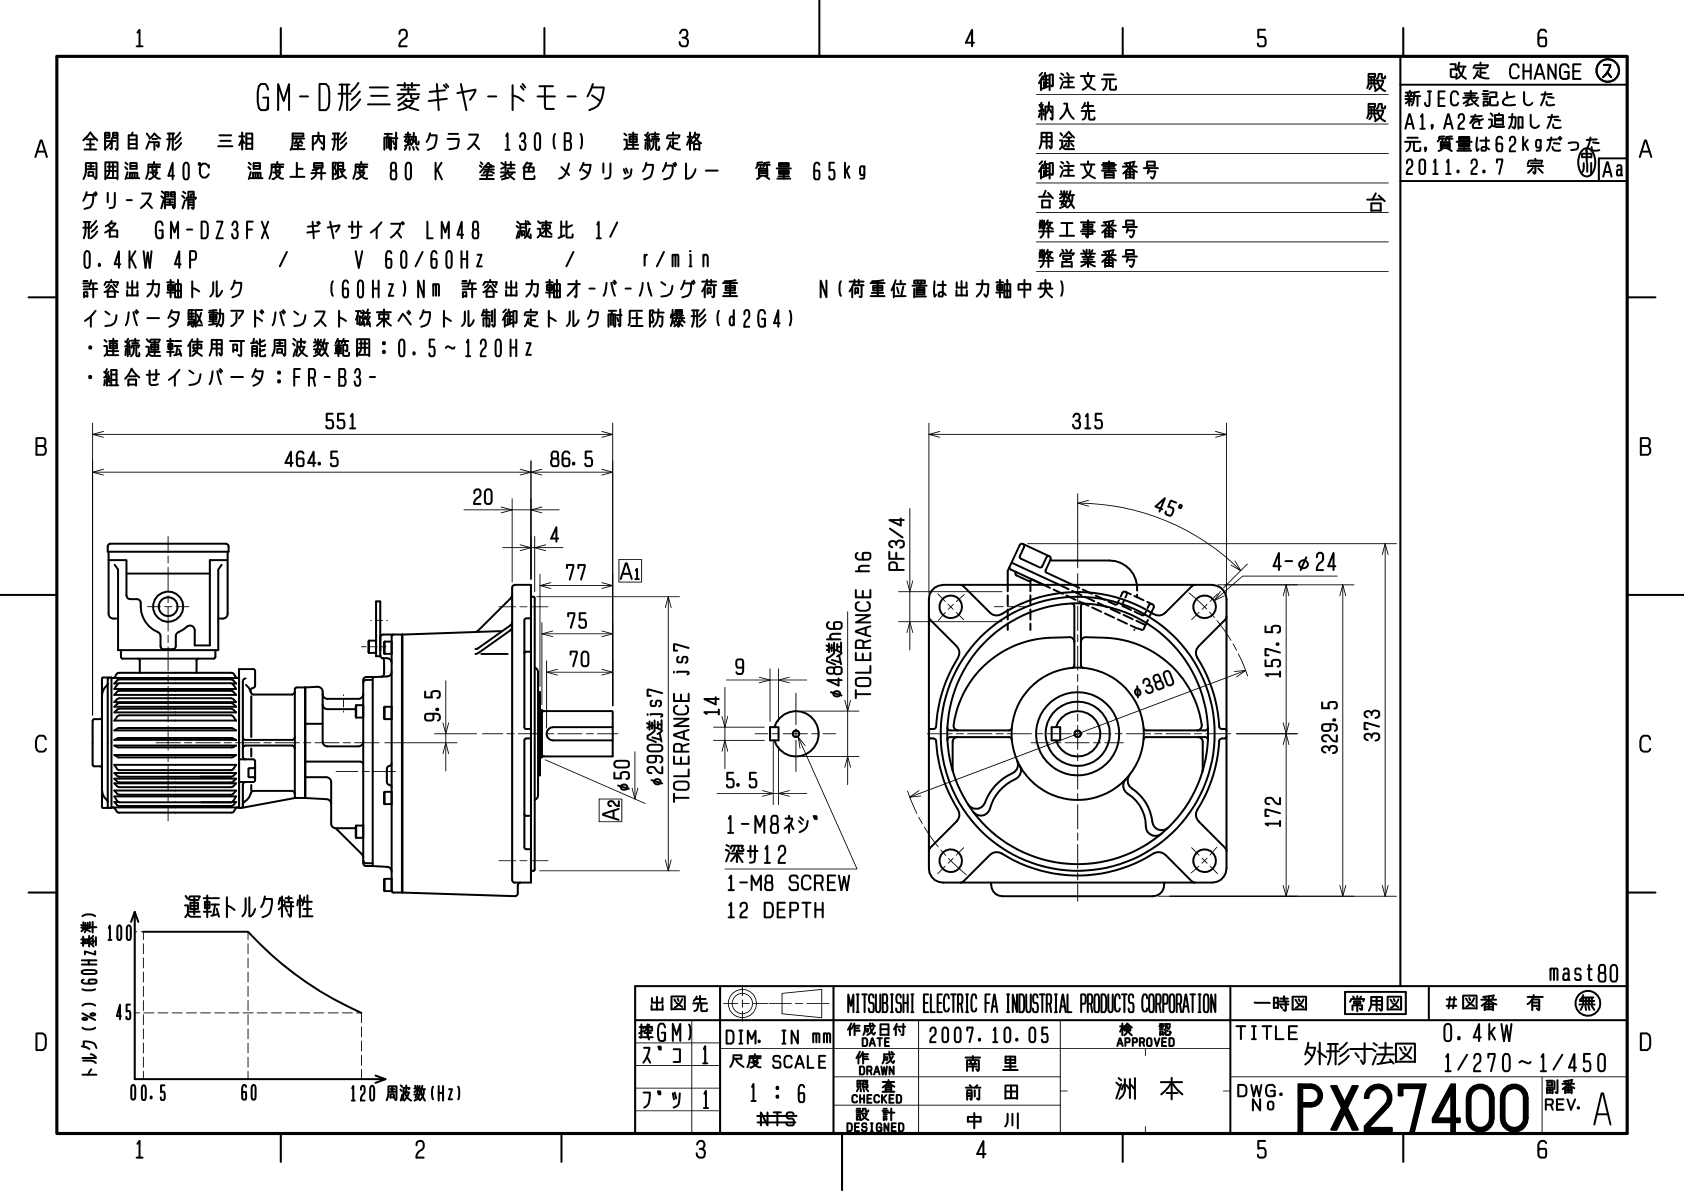 1 2 3 4 5 6
GM-D形三菱ギヤードモータ
全閉自冷形 三相 屋内形 耐熱クラス 130(B) 連続定格
周囲温度40℃ 温度上昇限度 80 K 塗装色 メタリックグレー 質量 65kg
グリース潤滑
形名 GM-DZ3FX ギヤサイズ LM48 減速比 1/
0.4KW 4P / V 60/60Hz / r/min
許容出力軸トルク (60Hz)Nm 許容出力軸オーバーハング荷重 N(荷重位置は出力軸中央)
インバータ駆動アドバンスト磁束ベクトル制御定トルク耐圧防爆形(d2G4)
・連続運転使用可能周波数範囲：0.5~120Hz
・組合せインバータ：FR-B3-
御注文元 殿
納入先 殿
用途
御注文書番号
台数 台
弊工事番号
弊営業番号
改定 CHANGE ス
新JEC表記とした
A1,A2を追加した
元,質量は62kgだった
2011.2.7 宗 Aa
A A
B B
C C
D D
551
464.5 86.5
20
4
77 A1
75
70
9.5
φ50
A2
φ290公差js7
TOLERANCE js7
9
14
5.5
φ48公差h6
TOLERANCE h6
1-M8ネジ
深サ12
1-M8 SCREW
12 DEPTH
315
PF3/4
45°
4-φ24
φ380
157.5
172
329.5
373
運転トルク特性
トルク(%)(60Hz基準)
100
45
0 0.5 60 120 周波数(Hz)
mast80
出図先
MITSUBISHI ELECTRIC FA INDUSTRIAL PRODUCTS CORPORATION
一時図 常用図 #図番 有 無
GM)
スコ 1
ブツ 1
DIM. IN mm
尺度 SCALE
1 : 6
NTS
作成日付
DATE
2007.10.05
検認
APPROVED
作成
DRAWN
南里
照査
CHECKED
前田
設計
DESIGNED
中川
洲本
TITLE
外形寸法図
0.4kW
1/270~1/450
DWG.
No
PX27400
副番
REV.
A
1 2 3 4 5 6